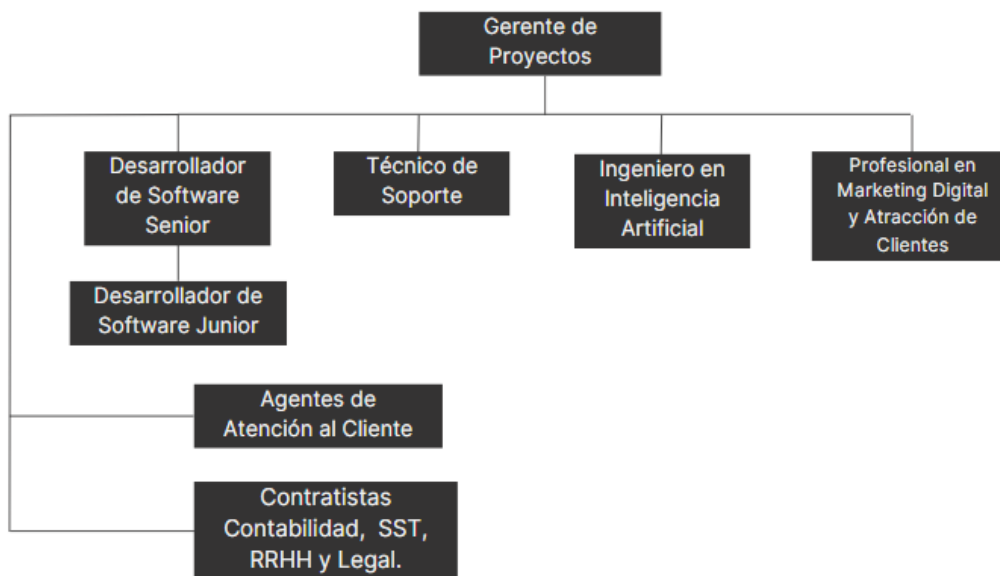 Gerente de
Proyectos
Desarrollador
de Software
Senior
Técnico de
Soporte
Ingeniero en
Inteligencia
Artificial
Profesional en
Marketing Digital
y Atracción de
Clientes
Desarrollador de
Software Junior
Agentes de
Atención al Cliente
Contratistas
Contabilidad, SST,
RRHH y Legal.